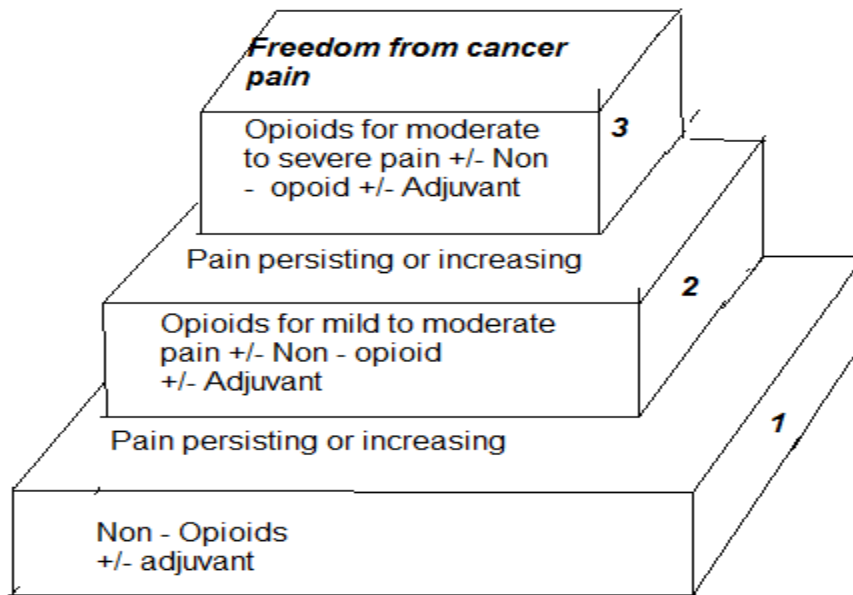 Freedom from cancer
pain
Opioids for moderate
to severe pain +/- Non
- opoid +/- Adjuvant
3
Pain persisting or increasing
2
Opioids for mild to moderate
pain +/- Non - opioid
+/- Adjuvant
Pain persisting or increasing
1
Non - Opioids
+/- adjuvant